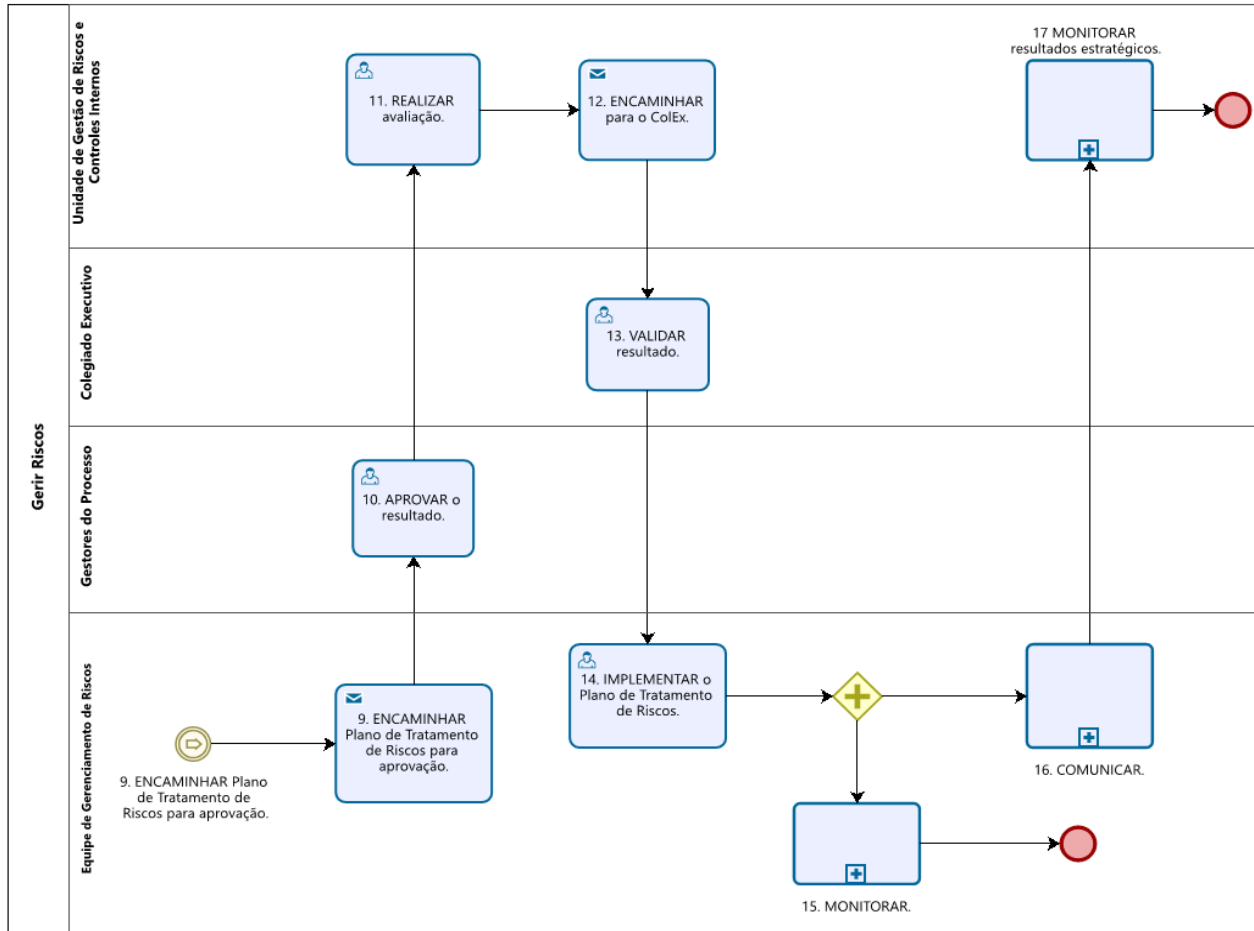 Gerir Riscos
Unidade de Gestão de Riscos e
Controles Internos
11. REALIZAR
avaliação.
12. ENCAMINHAR
para o ColEx.
17 MONITORAR
resultados estratégicos.
Colegiado Executivo
13. VALIDAR
resultado.
Gestores do Processo
10. APROVAR o
resultado.
Equipe de Gerenciamento de Riscos
9. ENCAMINHAR Plano
de Tratamento de
Riscos para aprovação.
9. ENCAMINHAR
Plano de Tratamento
de Riscos para
aprovação.
14. IMPLEMENTAR o
Plano de Tratamento
de Riscos.
15. MONITORAR.
16. COMUNICAR.